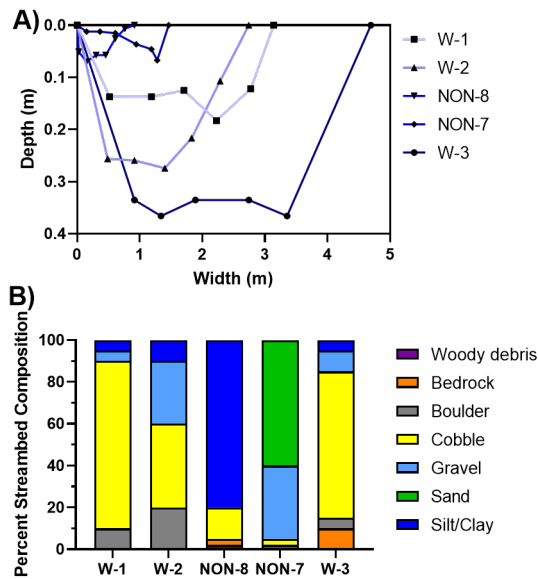 A)
0.0
0.1
0.2
0.3
0.4
Depth (m)
0 1 2 3 4 5
Width (m)
W-1
W-2
NON-8
NON-7
W-3
B)
100
80
60
40
20
0
Percent Streambed Composition
W-1 W-2 NON-8 NON-7 W-3
Woody debris
Bedrock
Boulder
Cobble
Gravel
Sand
Silt/Clay